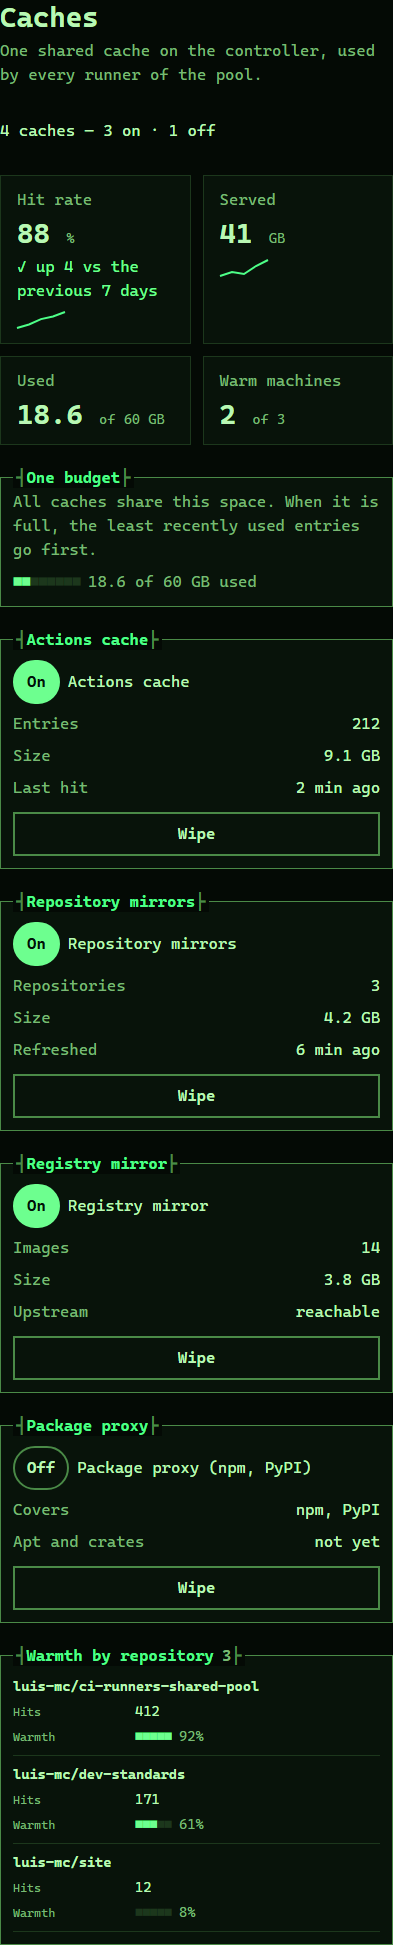 Caches
One shared cache on the controller, used
by every runner of the pool.
4 caches — 3 on · 1 off
Hit rate
88 %
✓ up 4 vs the
previous 7 days
Served
41 GB
Used
18.6 of 60 GB
Warm machines
2 of 3
One budget
All caches share this space. When it is
full, the least recently used entries
go first.
18.6 of 60 GB used
Actions cache
On Actions cache
Entries 212
Size 9.1 GB
Last hit 2 min ago
Wipe
Repository mirrors
On Repository mirrors
Repositories 3
Size 4.2 GB
Refreshed 6 min ago
Wipe
Registry mirror
On Registry mirror
Images 14
Size 3.8 GB
Upstream reachable
Wipe
Package proxy
Off Package proxy (npm, PyPI)
Covers npm, PyPI
Apt and crates not yet
Wipe
Warmth by repository 3
luis-mc/ci-runners-shared-pool
Hits 412
Warmth 92%
luis-mc/dev-standards
Hits 171
Warmth 61%
luis-mc/site
Hits 12
Warmth 8%